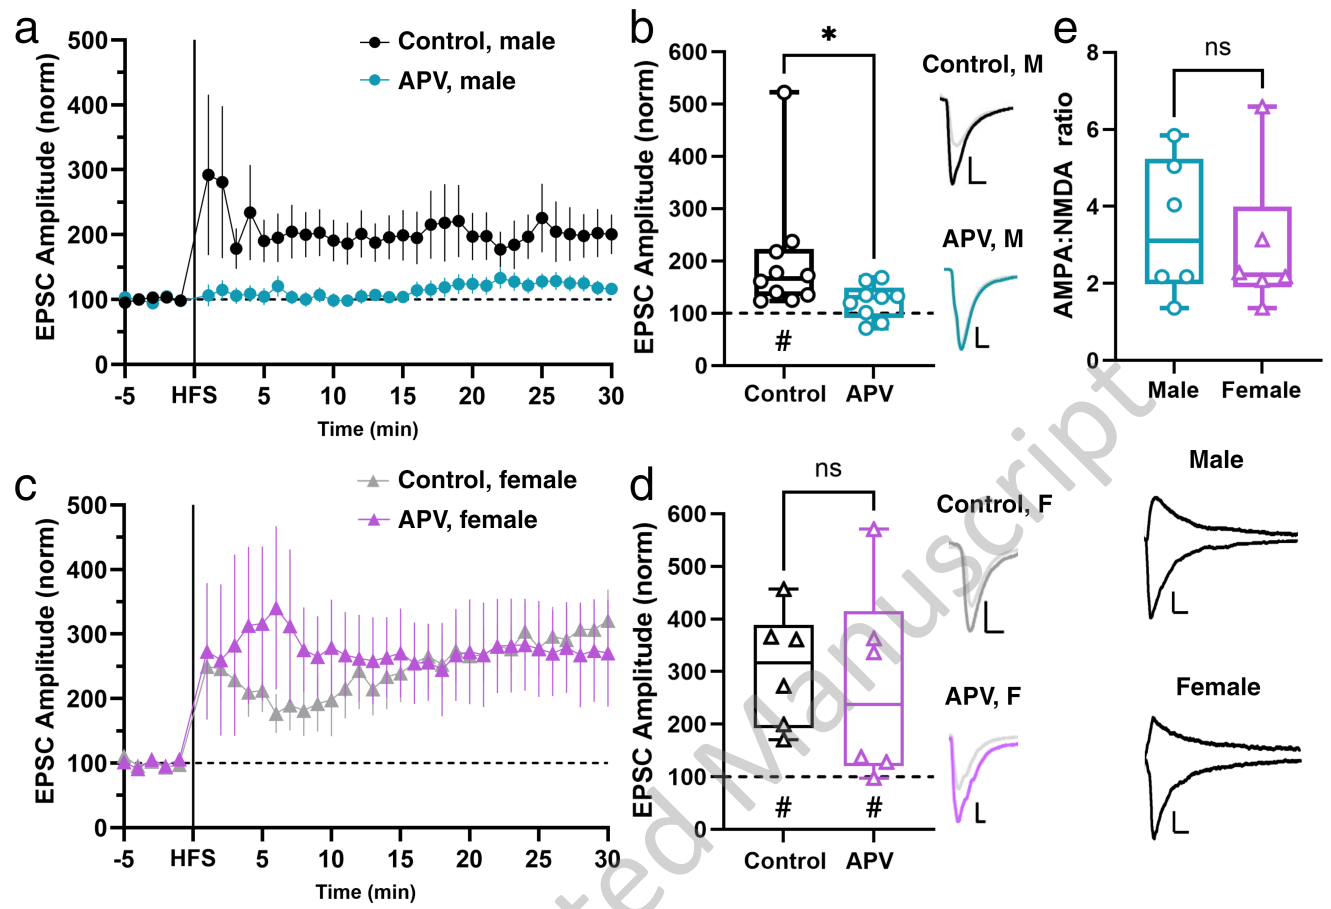 a
500
400
300
200
100
0
EPSC Amplitude (norm)
Control, male
APV, male
-5
HFS
5
10
15
20
25
30
Time (min)
b
600
500
400
300
200
100
0
EPSC Amplitude (norm)
*
#
Control
APV
Control, M
APV, M
e
8
6
4
2
0
AMPA:NMDA ratio
ns
Male
Female
Male
Female
c
500
400
300
200
100
0
EPSC Amplitude (norm)
Control, female
APV, female
-5
HFS
5
10
15
20
25
30
Time (min)
d
600
500
400
300
200
100
0
EPSC Amplitude (norm)
ns
#
#
Control
APV
Control, F
APV, F
Manuscript